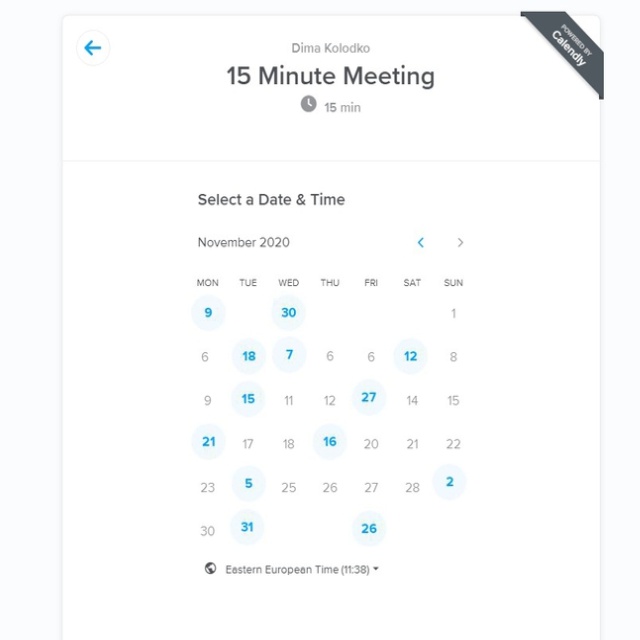 POWERED BY
Calendly
Dima Kolodko
15 Minute Meeting
15 min
Select a Date & Time
November 2020
MON TUE WED THU FRI SAT SUN
9 30 1
6 18 7 6 6 12 8
9 15 11 12 27 14 15
21 17 18 16 20 21 22
23 5 25 26 27 28 2
30 31 26
Eastern European Time (11:38)